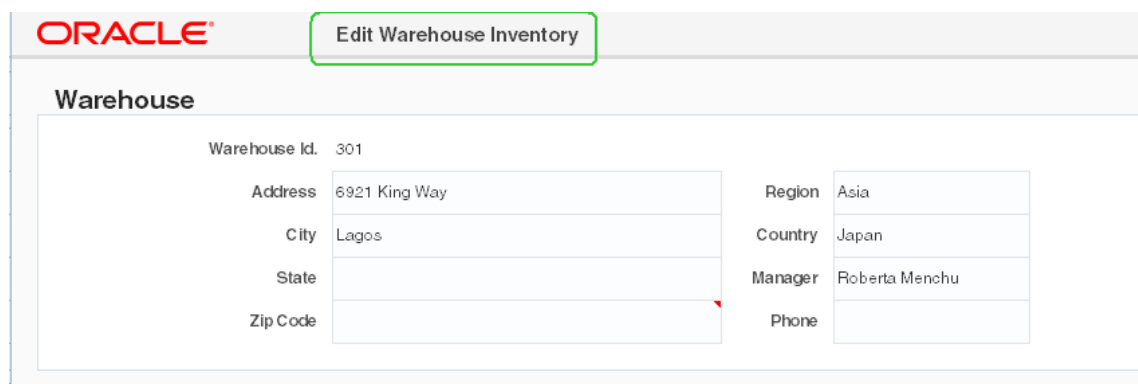 ORACLE Edit Warehouse Inventory
Warehouse
Warehouse Id. 301
Address 6921 King Way Region Asia
City Lagos Country Japan
State Manager Roberta Menchu
Zip Code Phone